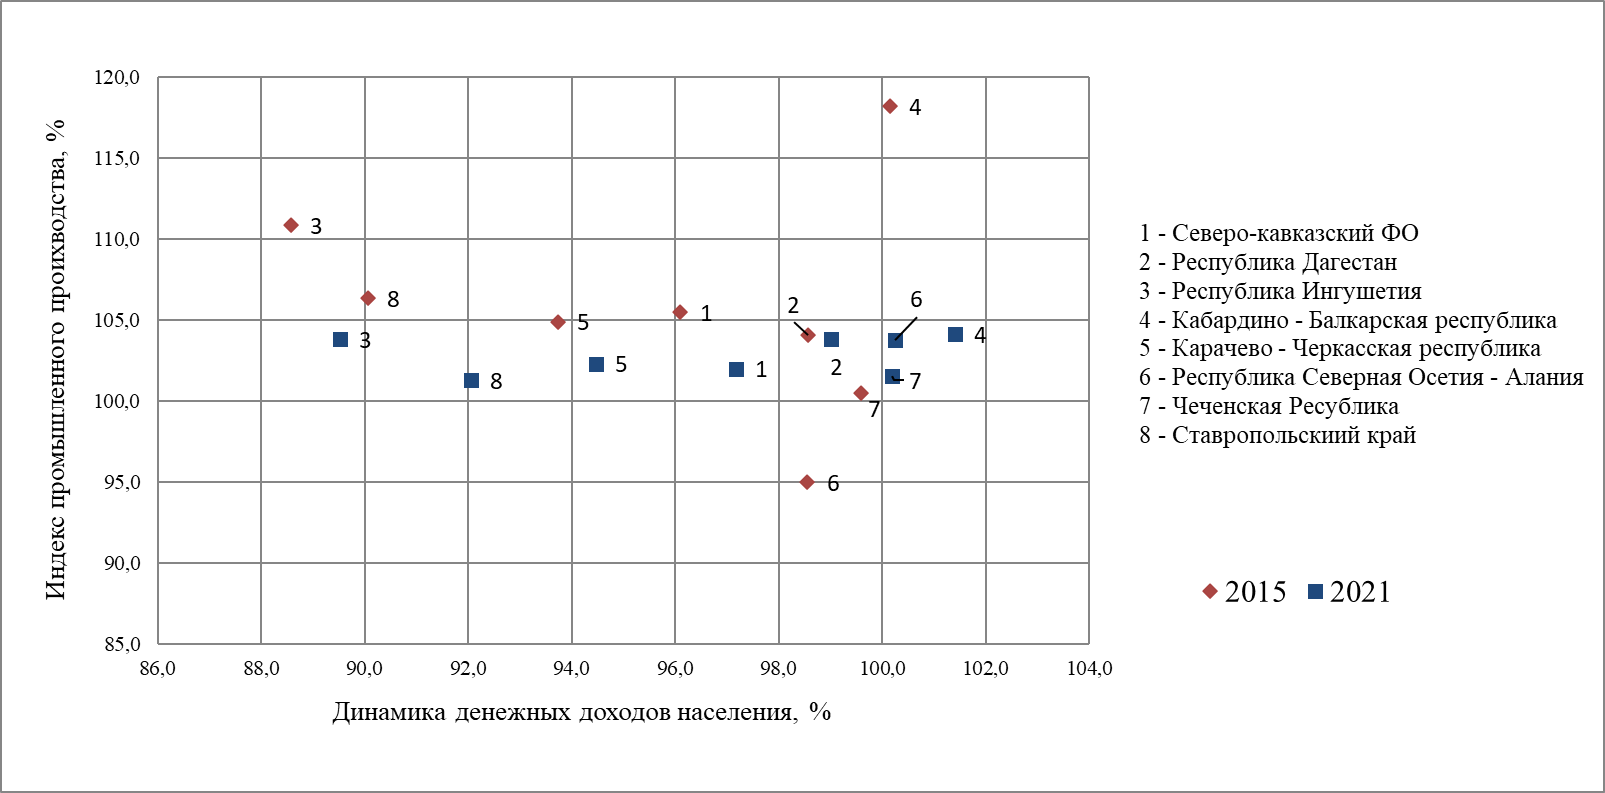 Индекс промышленного проихводства, %
120,0
115,0
110,0
105,0
100,0
95,0
90,0
85,0
86,0 88,0 90,0 92,0 94,0 96,0 98,0 100,0 102,0 104,0
Динамика денежных доходов населения, %
4
3
8
5
1
2
6
3
8
5
1
2
7
4
7
6
1 - Северо-кавказский ФО
2 - Республика Дагестан
3 - Республика Ингушетия
4 - Кабардино - Балкарская республика
5 - Карачево - Черкасская республика
6 - Республика Северная Осетия - Алания
7 - Чеченская Ресублика
8 - Ставропольскиий край
2015 2021